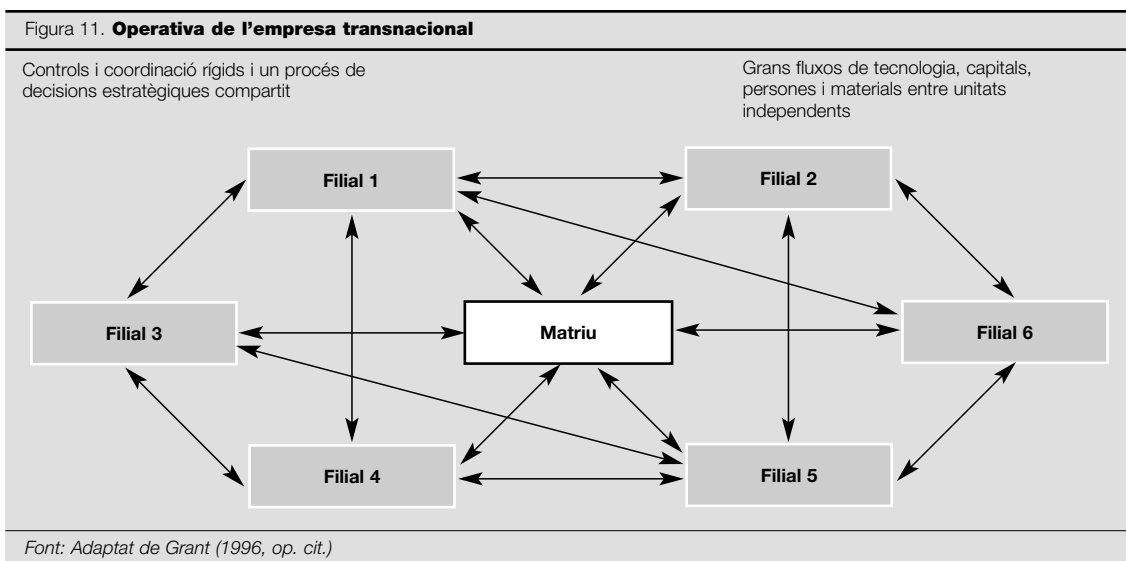 Figura 11. Operativa de l'empresa transnacional
Controls i coordinació rígids i un procés de
decisions estratègiques compartit
Grans fluxos de tecnologia, capitals,
persones i materials entre unitats
independents
Filial 1
Filial 2
Filial 3
Matriu
Filial 6
Filial 4
Filial 5
Font: Adaptat de Grant (1996, op. cit.)